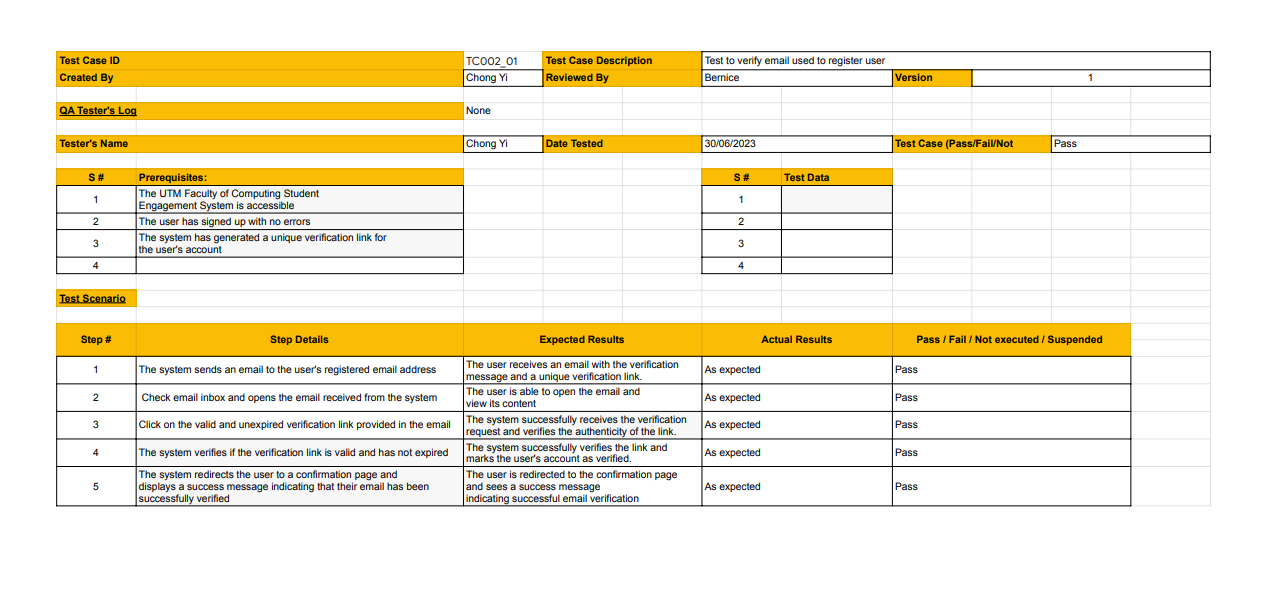 Test Case ID TC002_01 Test Case Description Test to verify email used to register user
Created By Chong Yi Reviewed By Bernice Version 1
QA Tester's Log None
Tester's Name Chong Yi Date Tested 30/06/2023 Test Case (Pass/Fail/Not Pass
S # Prerequisites: S # Test Data
1 The UTM Faculty of Computing Student
Engagement System is accessible
1
2 The user has signed up with no errors 2
3 The system has generated a unique verification link for
the user's account
3
4 4
Test Scenario
Step # Step Details Expected Results Actual Results Pass / Fail / Not executed / Suspended
1 The system sends an email to the user's registered email address
The user receives an email with the verification
message and a unique verification link.
As expected Pass
2 Check email inbox and opens the email received from the system
The user is able to open the email and
view its content
As expected Pass
3 Click on the valid and unexpired verification link provided in the email
The system successfully receives the verification
request and verifies the authenticity of the link.
As expected Pass
4 The system verifies if the verification link is valid and has not expired
The system successfully verifies the link and
marks the user's account as verified.
As expected Pass
5 The system redirects the user to a confirmation page and
displays a success message indicating that their email has been
successfully verified
The user is redirected to the confirmation page
and sees a success message
indicating successful email verification
As expected Pass